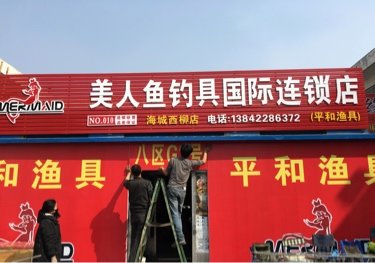 美人鱼钓具国际连锁店
MERMAID
NO.010 海城西柳店 电话:13842286372 (平和渔具)
八区G 号
和渔具
平和渔具